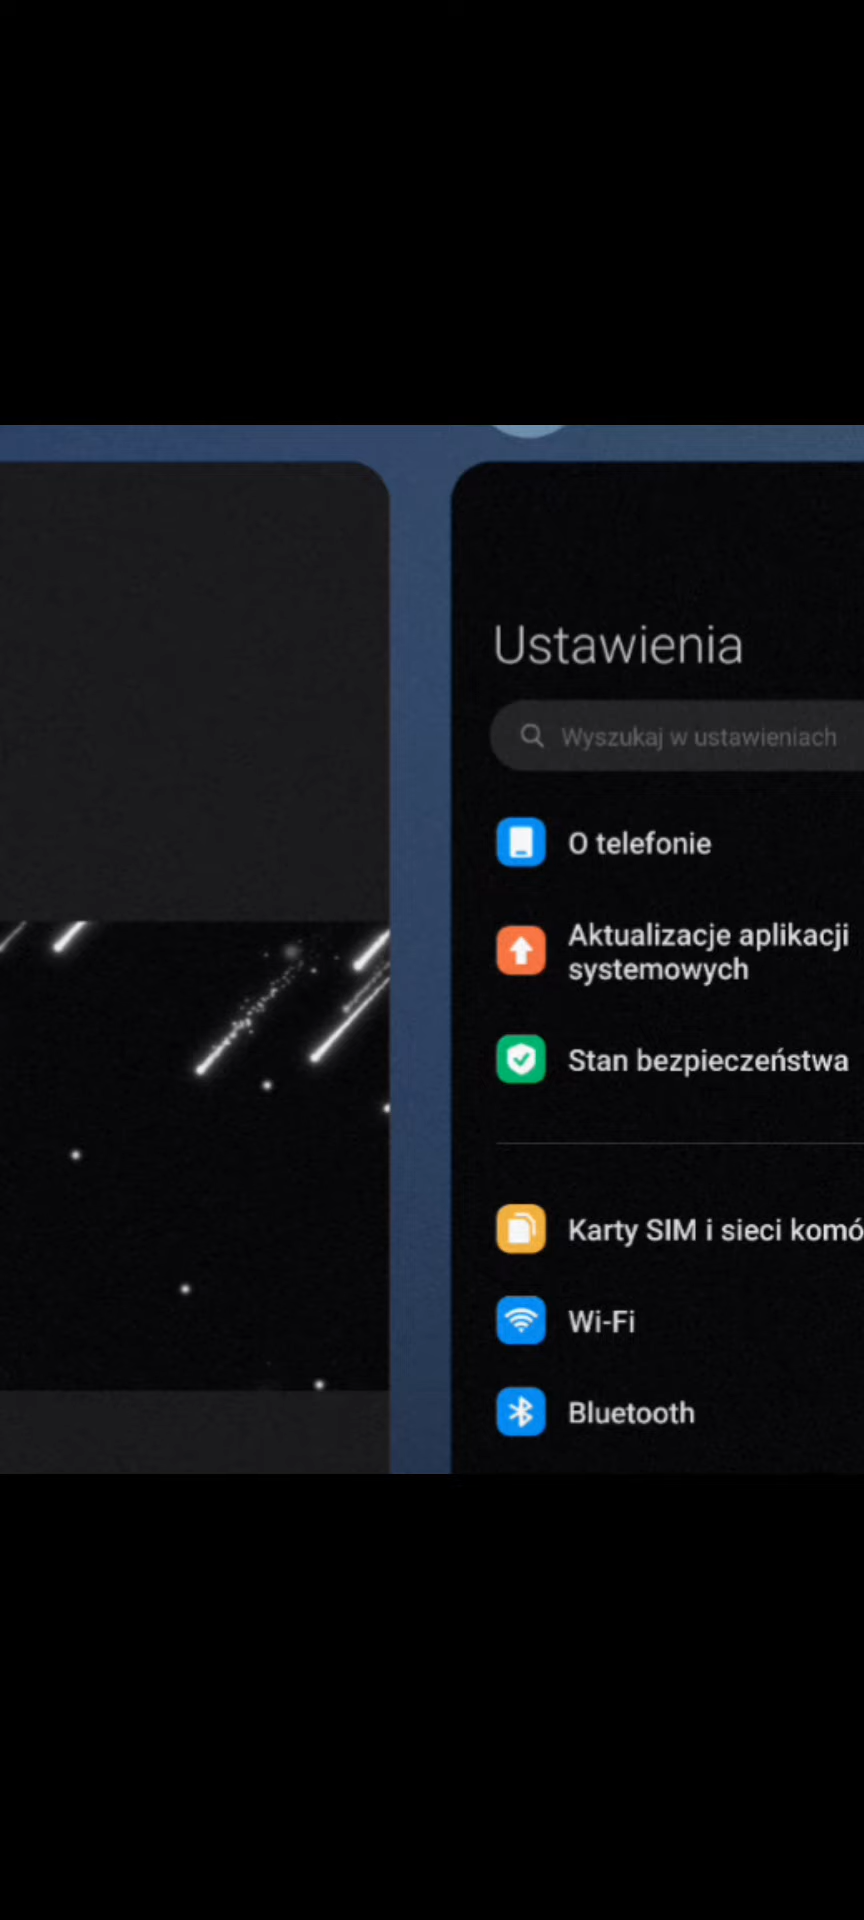 Ustawienia
Wyszukaj w ustawieniach
O telefonie
Aktualizacje aplikacji
systemowych
Stan bezpieczeństwa
Karty SIM i sieci komó
Wi-Fi
Bluetooth